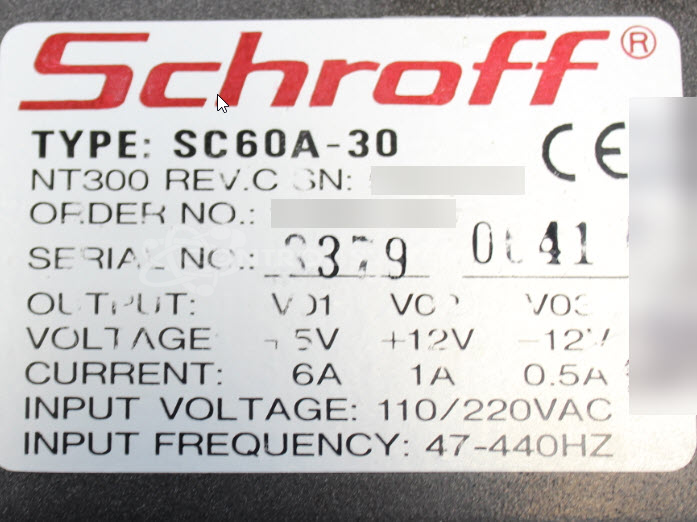 Schroff®
TYPE: SC60A-30 CE
NT300 REV.C SN:
ORDER NO.:
SERIAL NO.: 3379 0641
OUTPUT: V01 V02 V03
VOLTAGE 5V +12V -12V
CURRENT: 6A 1A 0.5A
INPUT VOLTAGE: 110/220VAC
INPUT FREQUENCY: 47-440HZ